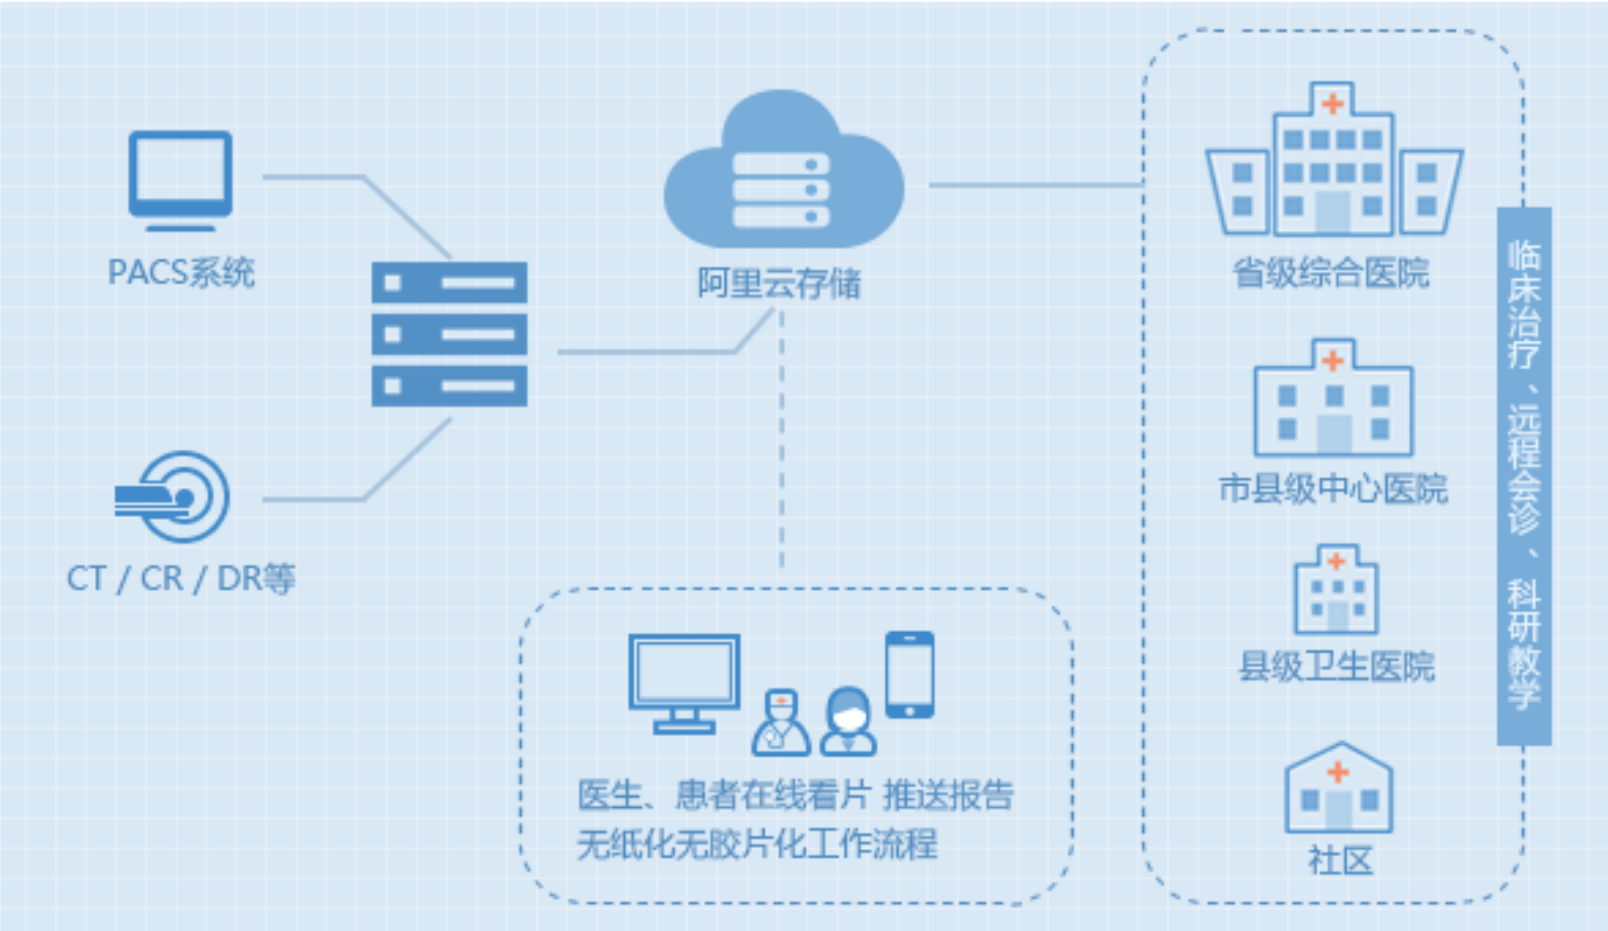 PACS系统
CT / CR / DR等
阿里云存储
医生、患者在线看片 推送报告
无纸化无胶片化工作流程
省级综合医院
市县级中心医院
县级卫生医院
社区
临床治疗、远程会诊、科研教学